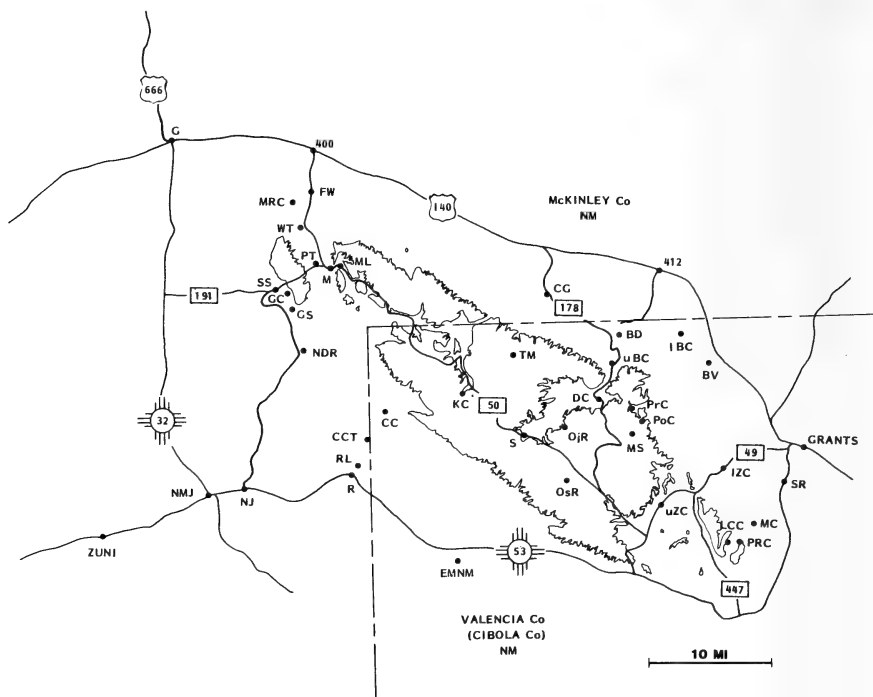 666
G
400
FW
MRC
140
McKINLEY Co
NM
WT
PT
ML
M
412
SS
191
GC
GS
CG
178
BD
lBC
NDR
TM
uBC
BV
KC
50
DC
PrC
PoC
CC
32
S
OjR
MS
CCT
49
GRANTS
RL
R
IZC
SR
NMJ
NJ
OsR
uZC
LCC
MC
PRC
ZUNI
53
EMNM
447
VALENCIA Co
(CIBOLA Co)
NM
10 MI